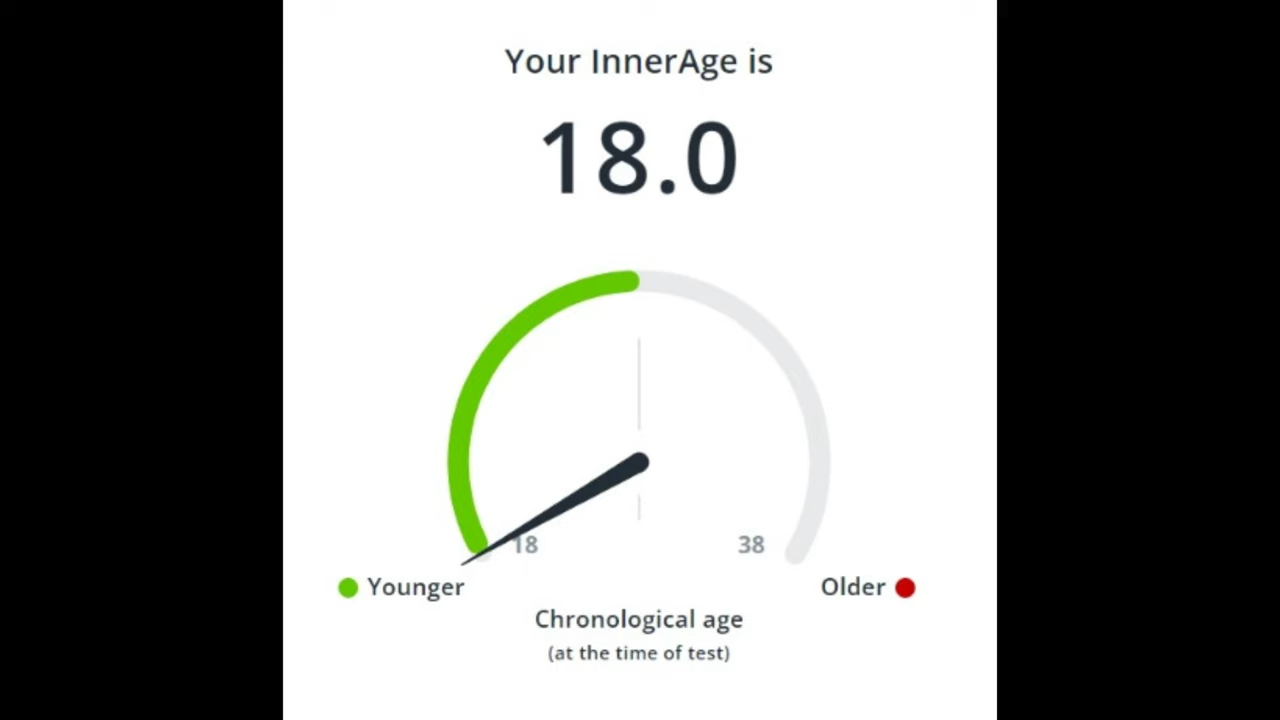 Your InnerAge is
18.0
18
38
Younger
Older
Chronological age
(at the time of test)